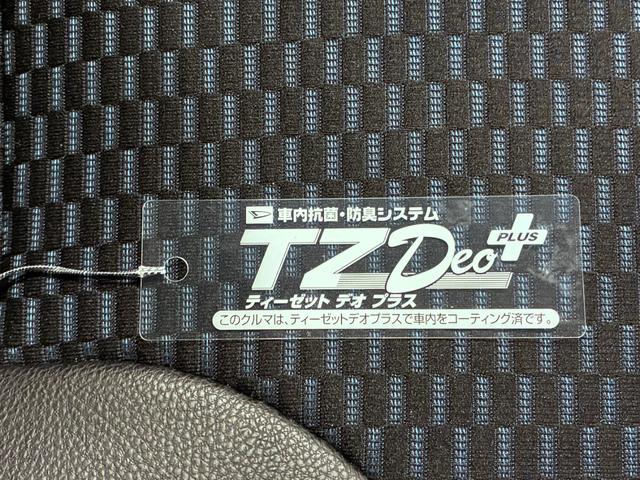 車内抗菌・防臭システム
TZ Deo PLUS
ティーゼット デオ プラス
このクルマは、ティーゼットデオプラスで車内をコーティング済です。